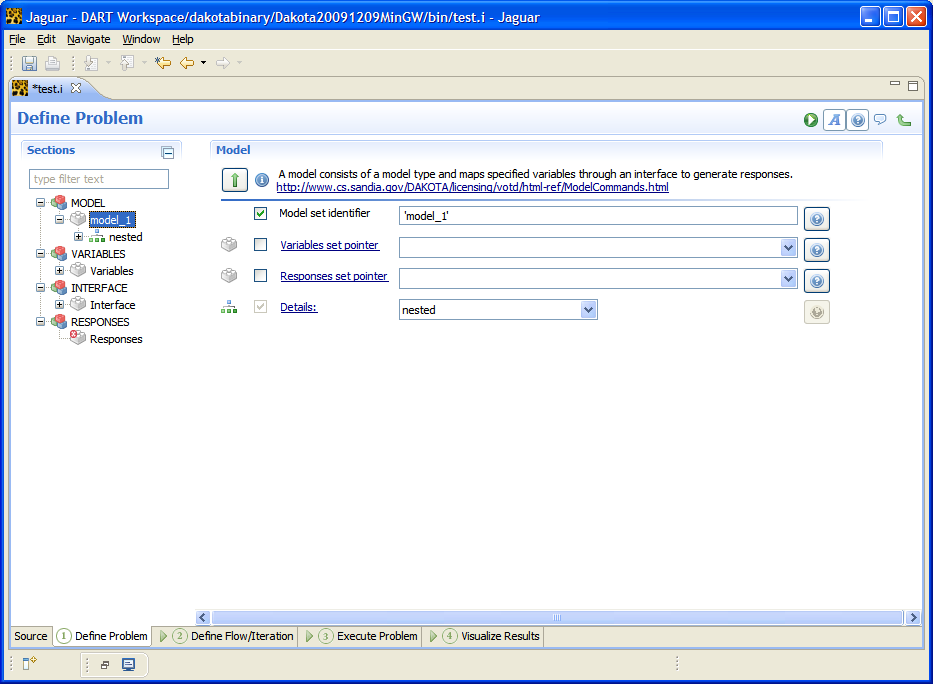 Jaguar - DART Workspace/dakotabinary/Dakota20091209MinGW/bin/test.i - Jaguar
File Edit Navigate Window Help
*test.i
Define Problem
A
Sections
type filter text
MODEL
model_1
nested
VARIABLES
Variables
INTERFACE
Interface
RESPONSES
Responses
Model
A model consists of a model type and maps specified variables through an interface to generate responses.
http://www.cs.sandia.gov/DAKOTA/licensing/votd/html-ref/ModelCommands.html
Model set identifier 'model_1'
Variables set pointer
Responses set pointer
Details: nested
Source 1 Define Problem 2 Define Flow/Iteration 3 Execute Problem 4 Visualize Results